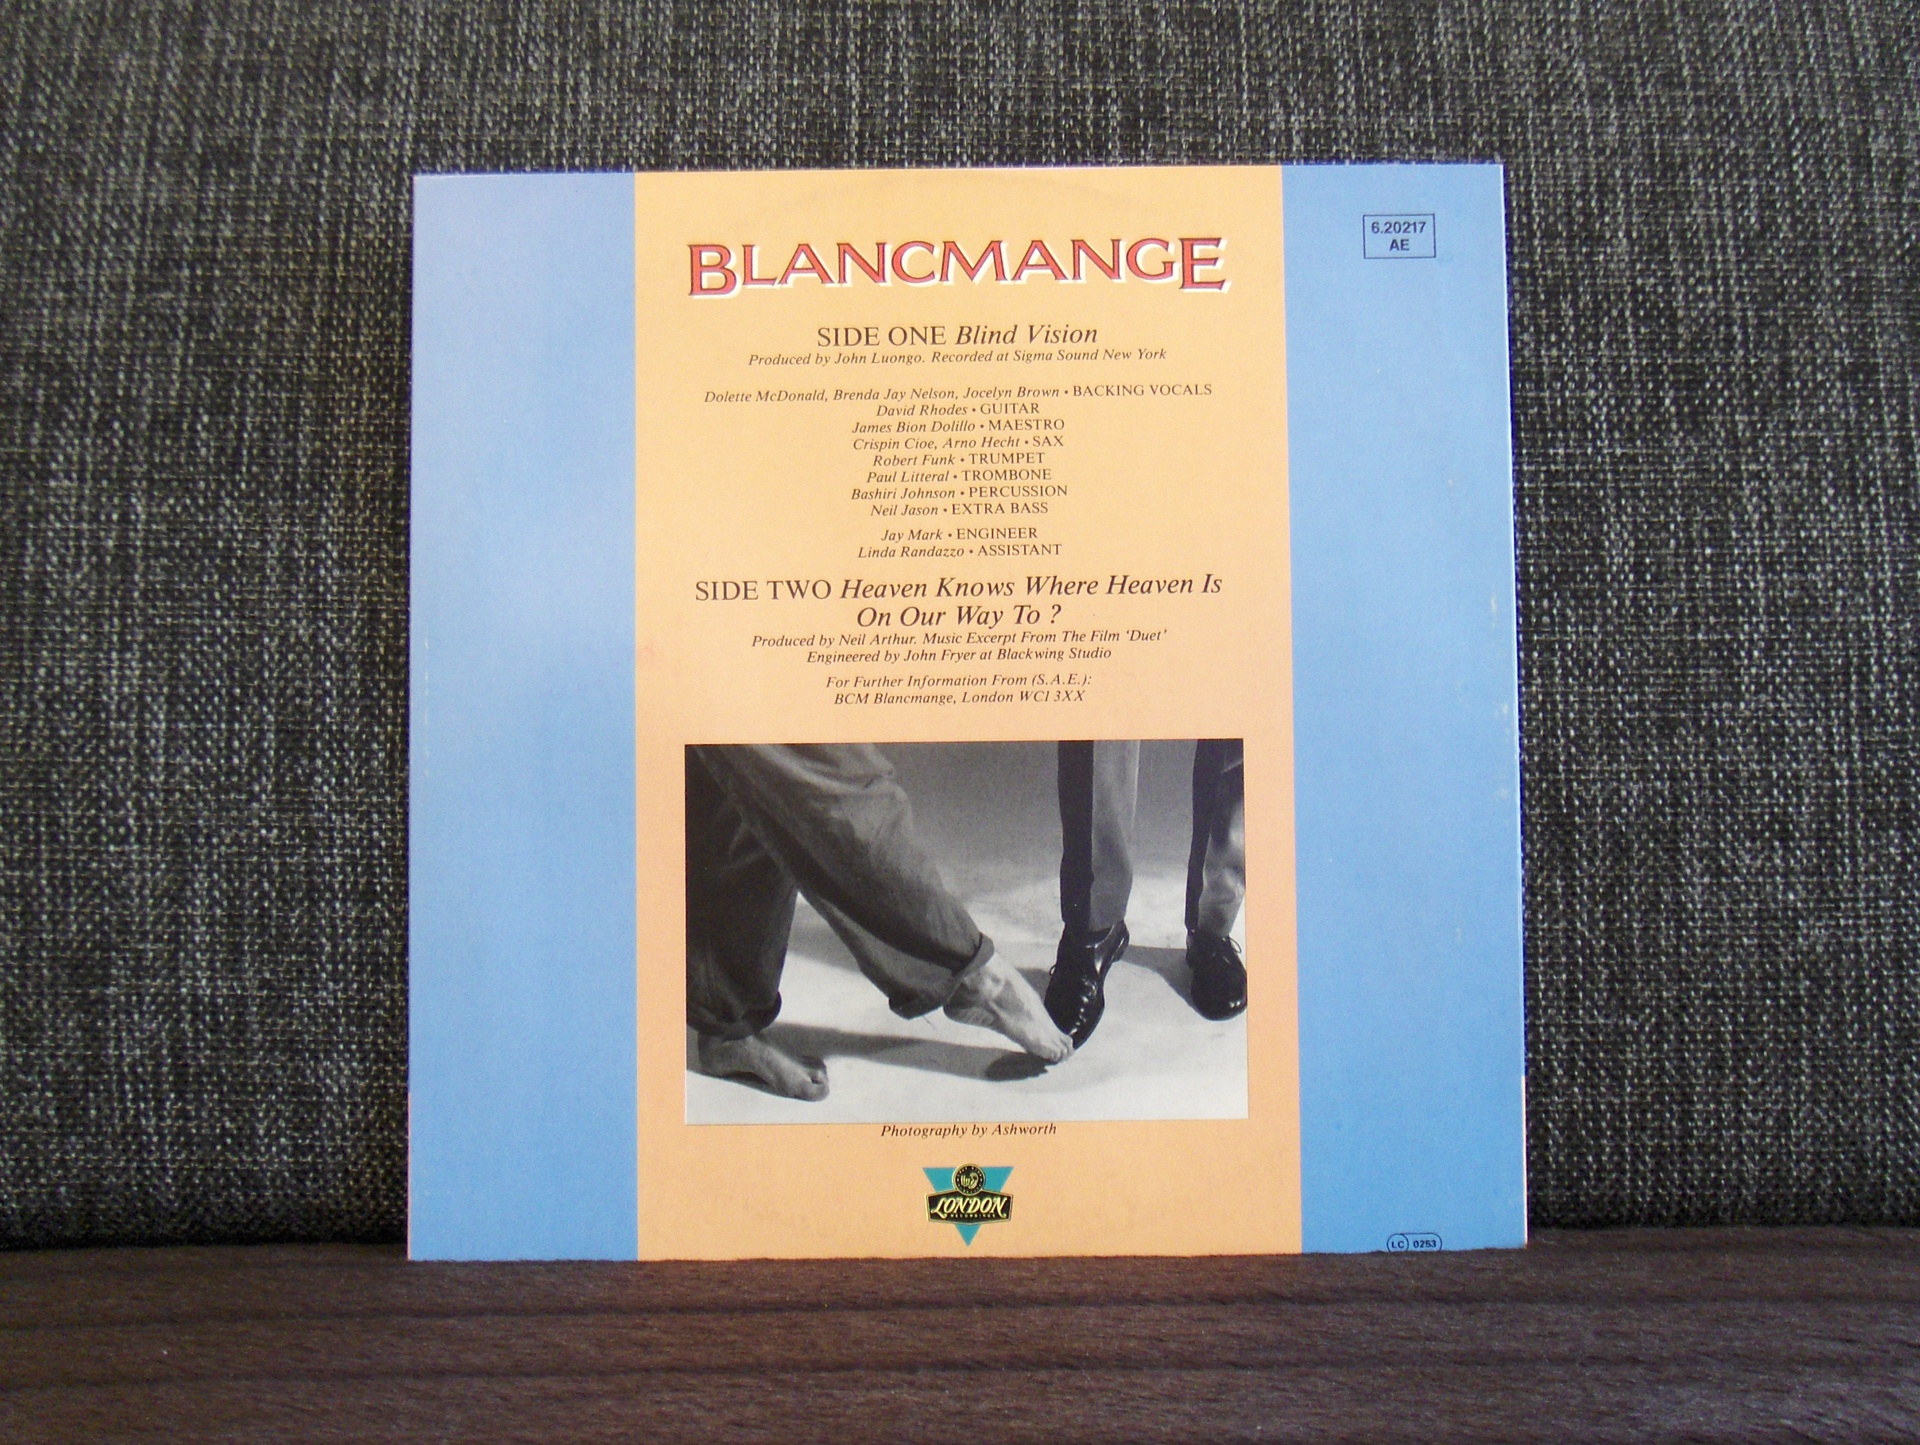 6.20217
AE
BLANCMANGE
SIDE ONE Blind Vision
Produced by John Luongo. Recorded at Sigma Sound New York
Dolette McDonald, Brenda Jay Nelson, Jocelyn Brown • BACKING VOCALS
David Rhodes • GUITAR
James Bion Dolillo • MAESTRO
Crispin Cioe, Arno Hecht • SAX
Robert Funk • TRUMPET
Paul Litteral • TROMBONE
Bashiri Johnson • PERCUSSION
Neil Jason • EXTRA BASS
Jay Mark • ENGINEER
Linda Randazzo • ASSISTANT
SIDE TWO Heaven Knows Where Heaven Is
On Our Way To ?
Produced by Neil Arthur. Music Excerpt From The Film ‘Duet’
Engineered by John Fryer at Blackwing Studio
For Further Information From (S.A.E.):
BCM Blancmange, London WC1 3XX
Photography by Ashworth
LONDON
RECORDINGS
LC 0253